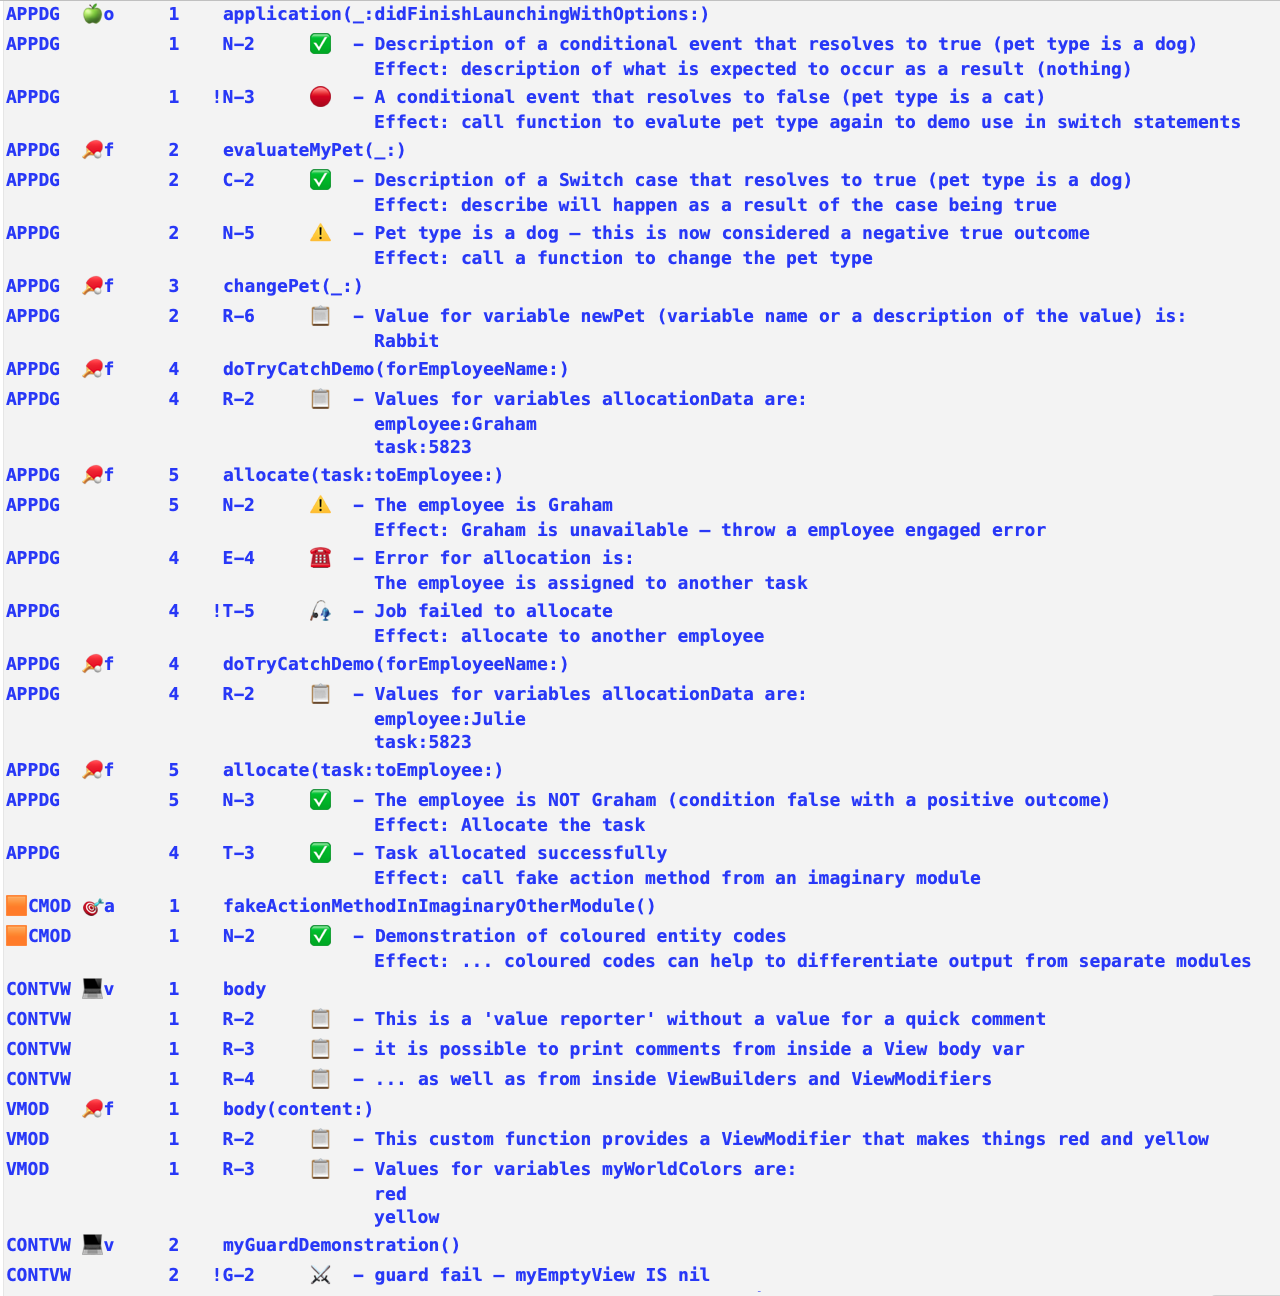 APPDG 🍏o 1 application(_:didFinishLaunchingWithOptions:)
APPDG 1 N–2 ✅ – Description of a conditional event that resolves to true (pet type is a dog)
Effect: description of what is expected to occur as a result (nothing)
APPDG 1 !N–3 🔴 – A conditional event that resolves to false (pet type is a cat)
Effect: call function to evalute pet type again to demo use in switch statements
APPDG 🏓f 2 evaluateMyPet(_:)
APPDG 2 C–2 ✅ – Description of a Switch case that resolves to true (pet type is a dog)
Effect: describe will happen as a result of the case being true
APPDG 2 N–5 ⚠️ – Pet type is a dog – this is now considered a negative true outcome
Effect: call a function to change the pet type
APPDG 🏓f 3 changePet(_:)
APPDG 2 R–6 📋 – Value for variable newPet (variable name or a description of the value) is:
Rabbit
APPDG 🏓f 4 doTryCatchDemo(forEmployeeName:)
APPDG 4 R–2 📋 – Values for variables allocationData are:
employee:Graham
task:5823
APPDG 🏓f 5 allocate(task:toEmployee:)
APPDG 5 N–2 ⚠️ – The employee is Graham
Effect: Graham is unavailable – throw a employee engaged error
APPDG 4 E–4 ☎️ – Error for allocation is:
The employee is assigned to another task
APPDG 4 !T–5 🎣 – Job failed to allocate
Effect: allocate to another employee
APPDG 🏓f 4 doTryCatchDemo(forEmployeeName:)
APPDG 4 R–2 📋 – Values for variables allocationData are:
employee:Julie
task:5823
APPDG 🏓f 5 allocate(task:toEmployee:)
APPDG 5 N–3 ✅ – The employee is NOT Graham (condition false with a positive outcome)
Effect: Allocate the task
APPDG 4 T–3 ✅ – Task allocated successfully
Effect: call fake action method from an imaginary module
🟧CMOD 🎯a 1 fakeActionMethodInImaginaryOtherModule()
🟧CMOD 1 N–2 ✅ – Demonstration of coloured entity codes
Effect: ... coloured codes can help to differentiate output from separate modules
CONTVW 💻v 1 body
CONTVW 1 R–2 📋 – This is a 'value reporter' without a value for a quick comment
CONTVW 1 R–3 📋 – it is possible to print comments from inside a View body var
CONTVW 1 R–4 📋 – ... as well as from inside ViewBuilders and ViewModifiers
VMOD 🏓f 1 body(content:)
VMOD 1 R–2 📋 – This custom function provides a ViewModifier that makes things red and yellow
VMOD 1 R–3 📋 – Values for variables myWorldColors are:
red
yellow
CONTVW 💻v 2 myGuardDemonstration()
CONTVW 2 !G–2 ⚔️ – guard fail – myEmptyView IS nil